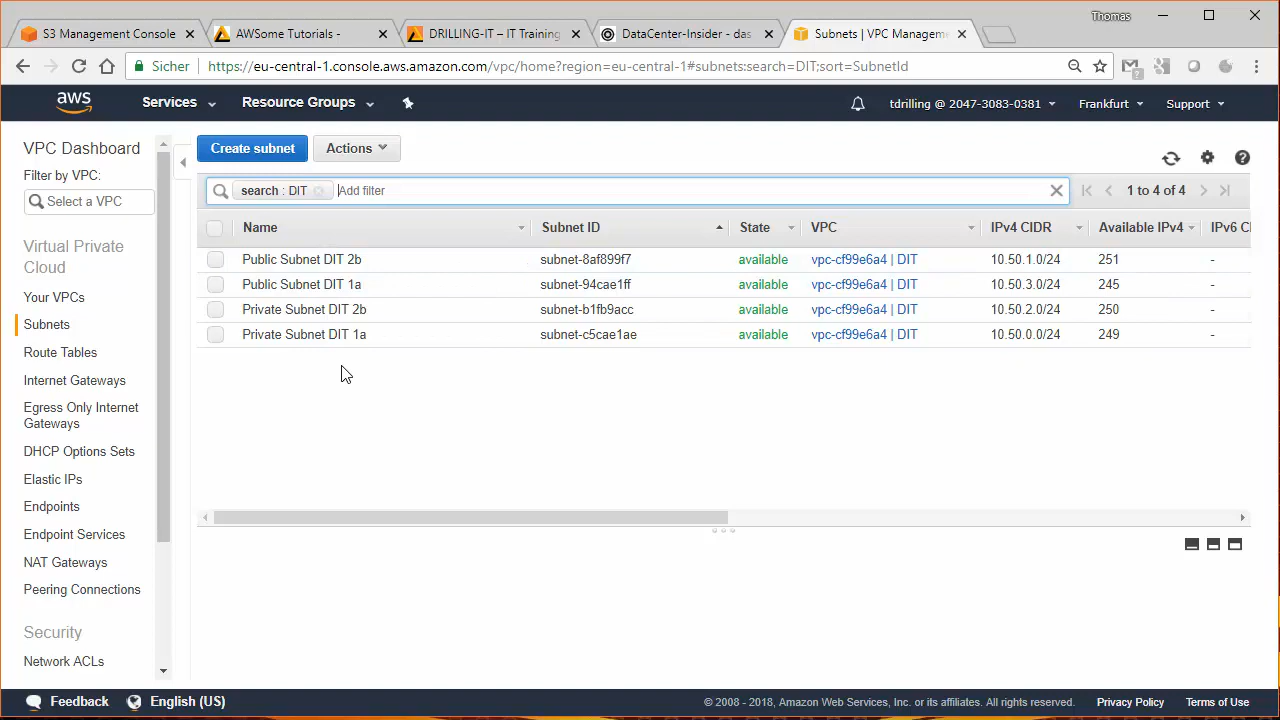 Thomas
S3 Management Console
AWSome Tutorials -
DRILLING-IT – IT Training
DataCenter-Insider - das
Subnets | VPC Manageme
Sicher
https://eu-central-1.console.aws.amazon.com/vpc/home?region=eu-central-1#subnets:search=DIT;sort=SubnetId
aws
Services
Resource Groups
tdrilling @ 2047-3083-0381
Frankfurt
Support
VPC Dashboard
Filter by VPC:
Select a VPC
Virtual Private
Cloud
Your VPCs
Subnets
Route Tables
Internet Gateways
Egress Only Internet
Gateways
DHCP Options Sets
Elastic IPs
Endpoints
Endpoint Services
NAT Gateways
Peering Connections
Security
Network ACLs
Create subnet
Actions
search : DIT Add filter
1 to 4 of 4
Name Subnet ID State VPC IPv4 CIDR Available IPv4 IPv6 CI
Public Subnet DIT 2b subnet-8af899f7 available vpc-cf99e6a4 | DIT 10.50.1.0/24 251 -
Public Subnet DIT 1a subnet-94cae1ff available vpc-cf99e6a4 | DIT 10.50.3.0/24 245 -
Private Subnet DIT 2b subnet-b1fb9acc available vpc-cf99e6a4 | DIT 10.50.2.0/24 250 -
Private Subnet DIT 1a subnet-c5cae1ae available vpc-cf99e6a4 | DIT 10.50.0.0/24 249 -
Feedback
English (US)
© 2008 - 2018, Amazon Web Services, Inc. or its affiliates. All rights reserved.
Privacy Policy
Terms of Use